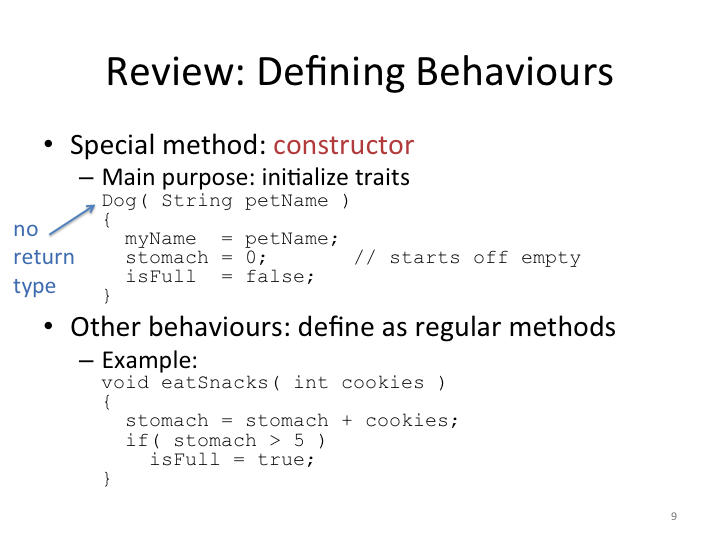 Review: Defining Behaviours
• Special method: constructor
– Main purpose: initialize traits
Dog( String petName )
{
  myName  = petName;
  stomach = 0;       // starts off empty
  isFull  = false;
}
no
return
type
• Other behaviours: define as regular methods
– Example:
void eatSnacks( int cookies )
{
  stomach = stomach + cookies;
  if( stomach > 5 )
    isFull = true;
}
9